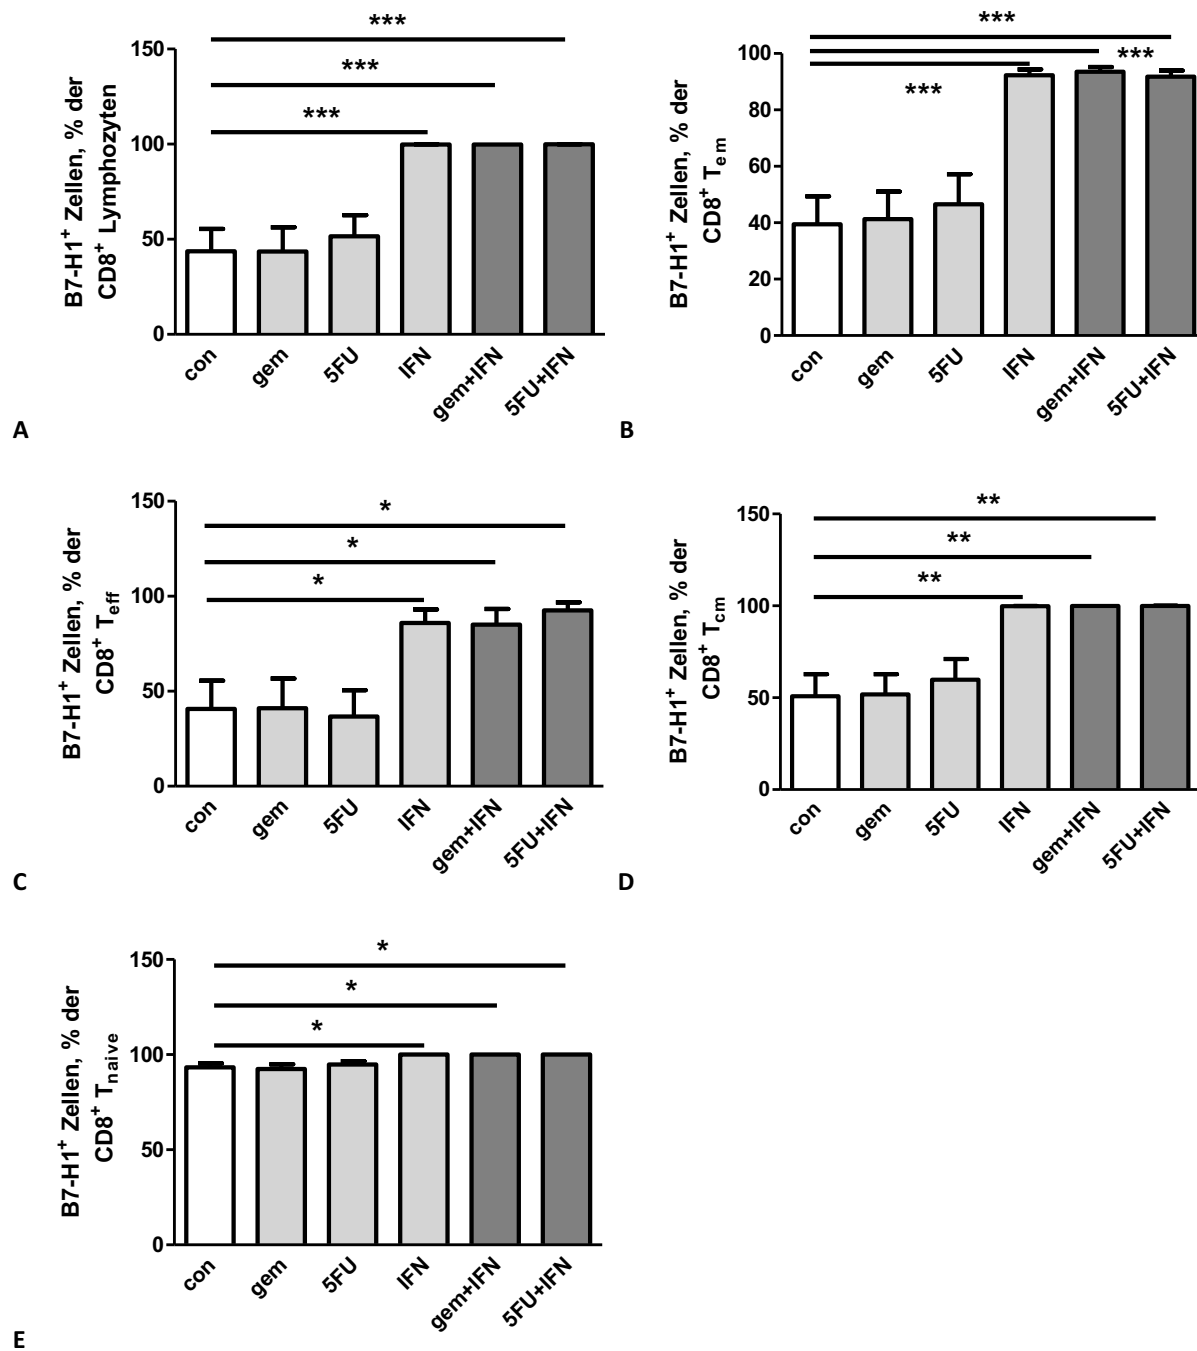 ***
***
***
B7-H1+ Zellen, % der
CD8+ Lymphozyten
150
100
50
0
con
gem
5FU
IFN
gem+IFN
5FU+IFN
A
***
***
***
B7-H1+ Zellen, % der
CD8+ Tem
100
80
60
40
20
0
con
gem
5FU
IFN
gem+IFN
5FU+IFN
B
*
*
*
B7-H1+ Zellen, % der
CD8+ Teff
150
100
50
0
con
gem
5FU
IFN
gem+IFN
5FU+IFN
C
**
**
**
B7-H1+ Zellen, % der
CD8+ Tcm
150
100
50
0
con
gem
5FU
IFN
gem+IFN
5FU+IFN
D
*
*
*
B7-H1+ Zellen, % der
CD8+ Tnaive
150
100
50
0
con
gem
5FU
IFN
gem+IFN
5FU+IFN
E